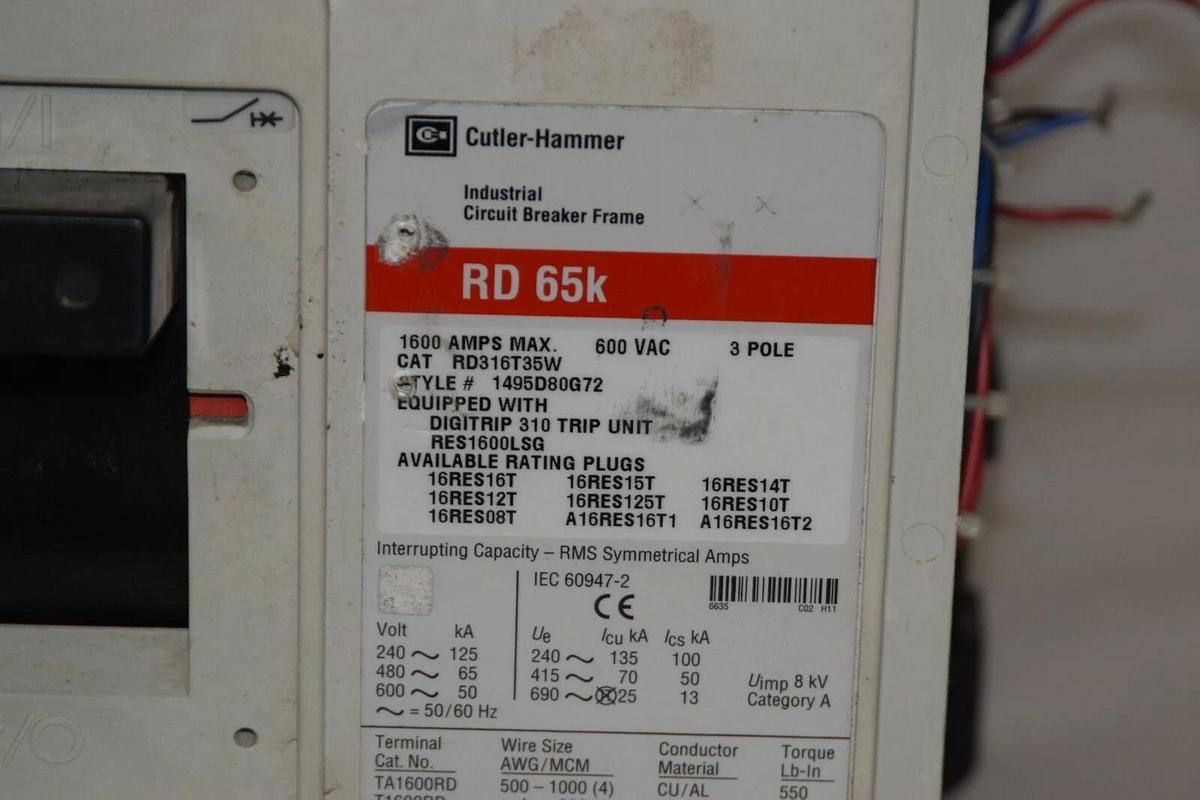 /I
Cutler-Hammer
Industrial
Circuit Breaker Frame
RD 65k
1600 AMPS MAX. 600 VAC 3 POLE
CAT RD316T35W
STYLE # 1495D80G72
EQUIPPED WITH
DIGITRIP 310 TRIP UNIT
RES1600LSG
AVAILABLE RATING PLUGS
16RES16T 16RES15T 16RES14T
16RES12T 16RES125T 16RES10T
16RES08T A16RES16T1 A16RES16T2
Interrupting Capacity – RMS Symmetrical Amps
IEC 60947-2
CE
6635 C02 H11
Volt kA Ue Icu kA Ics kA
240 ~ 125 240 ~ 135 100
480 ~ 65 415 ~ 70 50 Uimp 8 kV
600 ~ 50 690 ~ 25 13 Category A
~ = 50/60 Hz
/O
Terminal Wire Size Conductor Torque
Cat. No. AWG/MCM Material Lb-In
TA1600RD 500 – 1000 (4) CU/AL 550
T1600RD